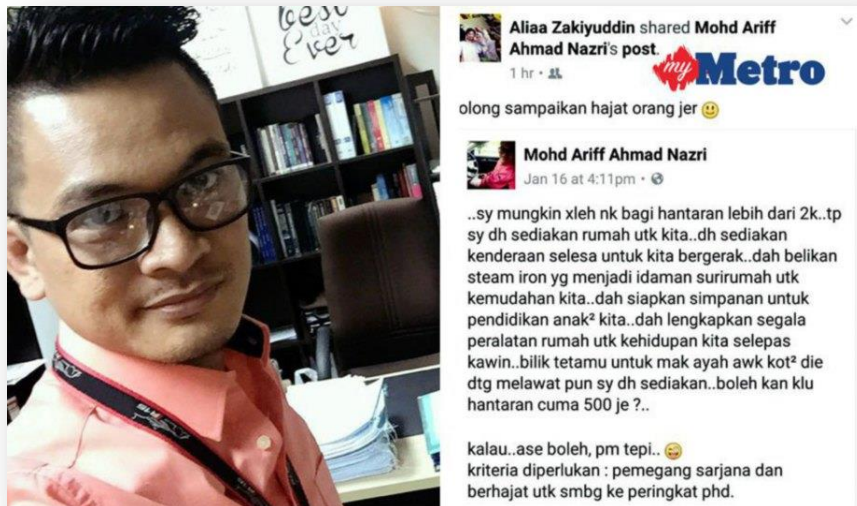 best
day
Ever
Aliaa Zakiyuddin shared Mohd Ariff
Ahmad Nazri's post.
1 hr
my Metro
olong sampaikan hajat orang jer 😃
Mohd Ariff Ahmad Nazri
Jan 16 at 4:11pm
..sy mungkin xleh nk bagi hantaran lebih dari 2k..tp
sy dh sediakan rumah utk kita..dh sediakan
kenderaan selesa untuk kita bergerak..dah belikan
steam iron yg menjadi idaman surirumah utk
kemudahan kita..dah siapkan simpanan untuk
pendidikan anak² kita..dah lengkapkan segala
peralatan rumah utk kehidupan kita selepas
kawin..bilik tetamu untuk mak ayah awk kot² die
dtg melawat pun sy dh sediakan..boleh kan klu
hantaran cuma 500 je ?..
kalau..ase boleh, pm tepi.. 😜
kriteria diperlukan : pemegang sarjana dan
berhajat utk smbg ke peringkat phd.